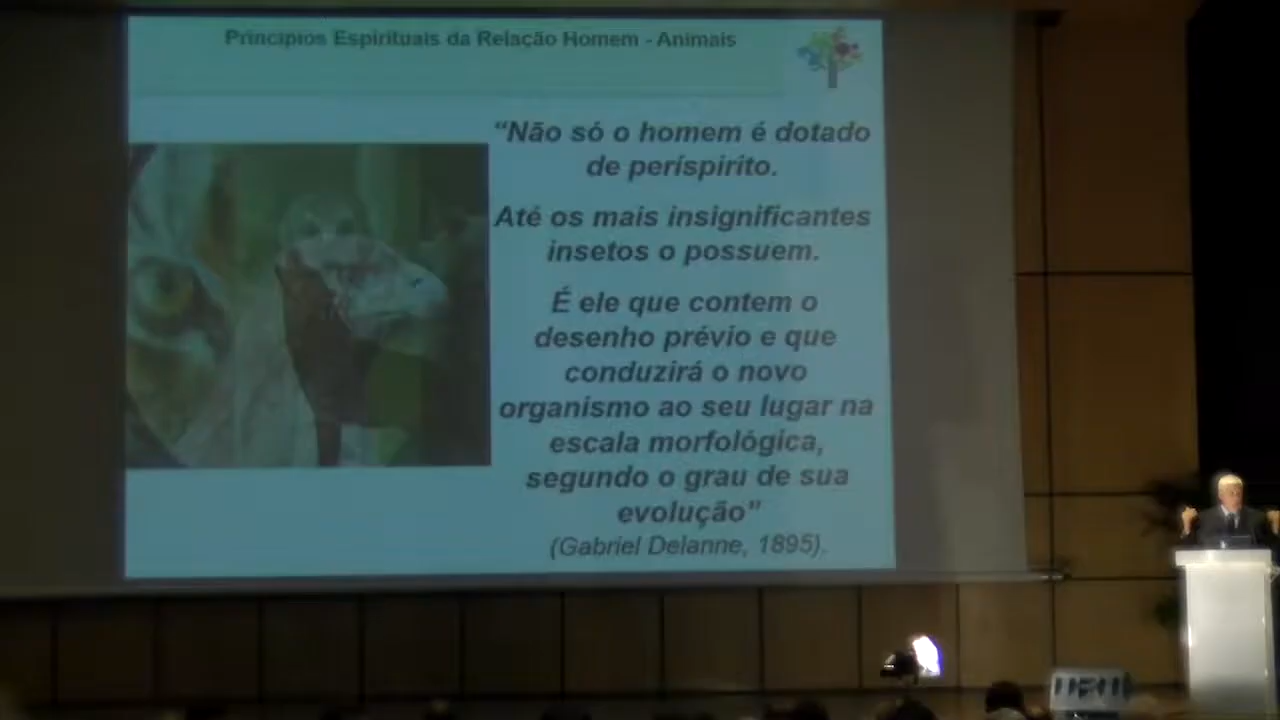 Princípios Espirituais da Relação Homem - Animais
“Não só o homem é dotado
de períspirito.
Até os mais insignificantes
insetos o possuem.
É ele que contem o
desenho prévio e que
conduzirá o novo
organismo ao seu lugar na
escala morfológica,
segundo o grau de sua
evolução”
(Gabriel Delanne, 1895).